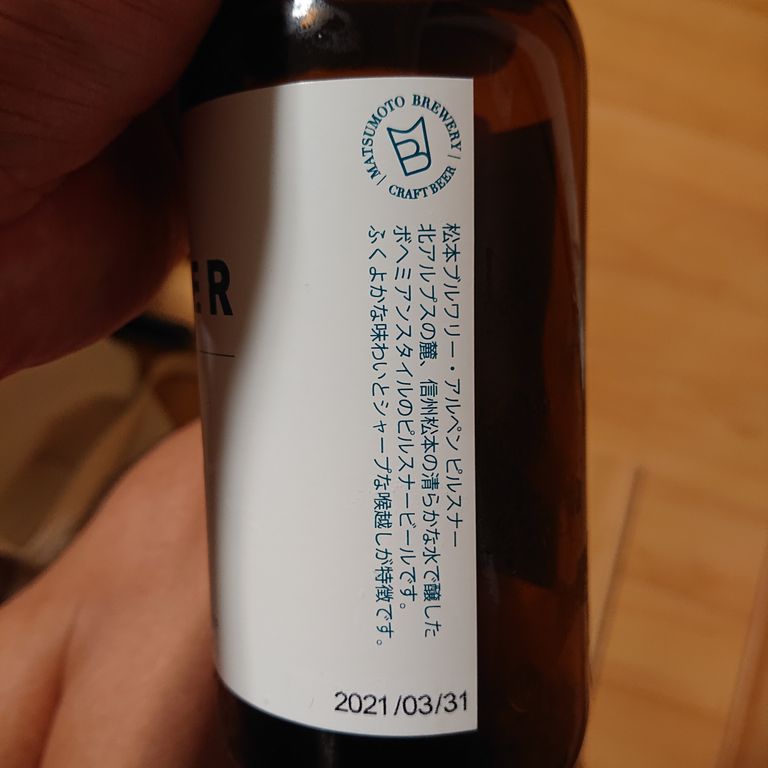 MATSUMOTO BREWERY / CRAFT BEER /
松本ブルワリー・アルペン ピルスナー
北アルプスの麓、信州松本の清らかな水で醸した
ボヘミアンスタイルのピルスナービールです。
ふくよかな味わいとシャープな喉越しが特徴です。
ER
2021/03/31